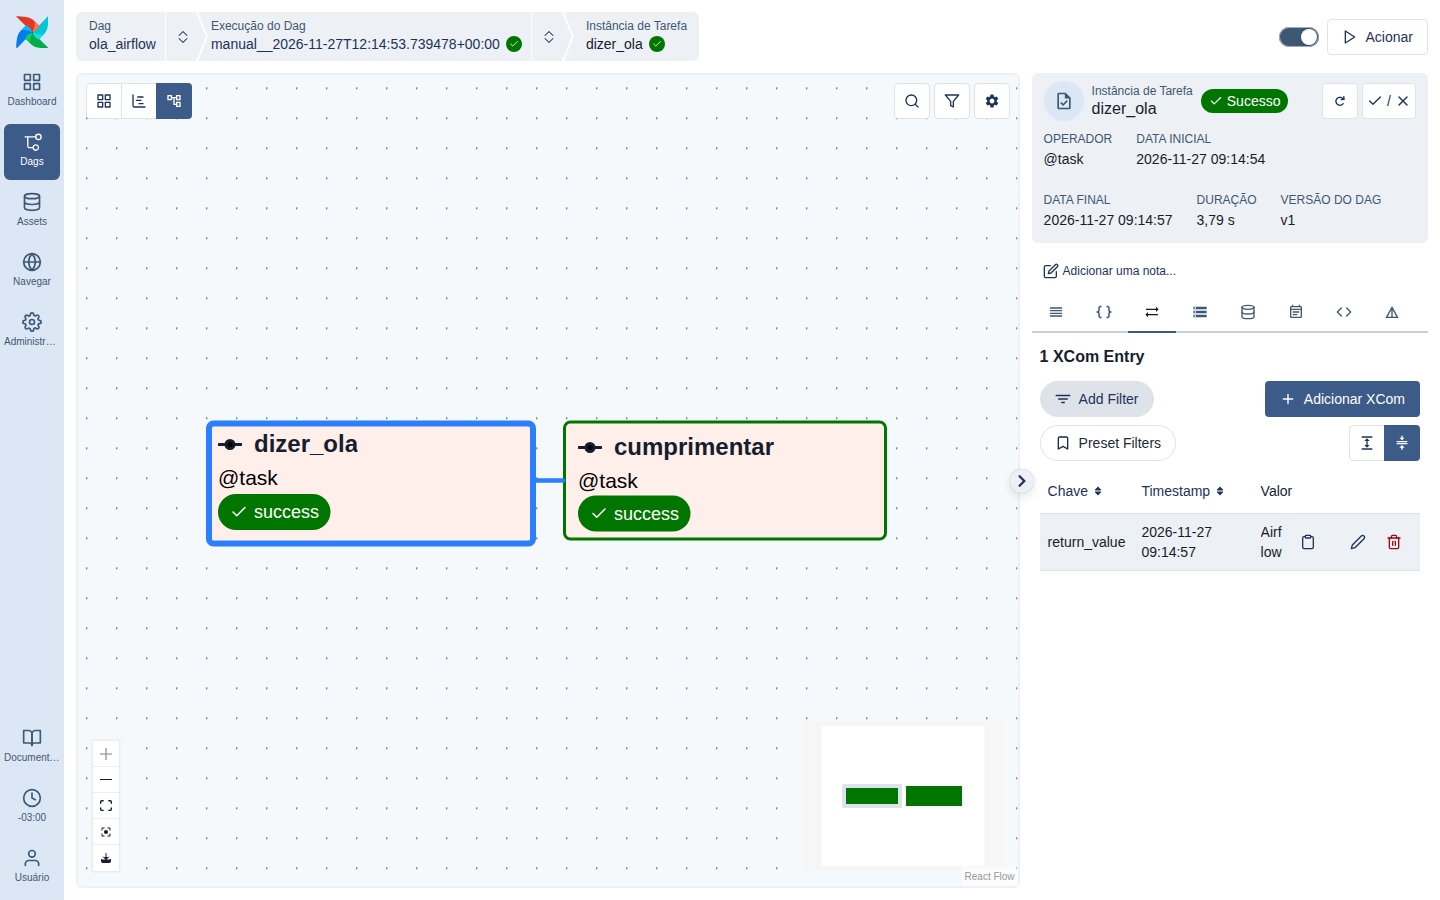 Dag
ola_airflow
Execução do Dag
manual__2026-11-27T12:14:53.739478+00:00
Instância de Tarefa
dizer_ola
Acionar
Dashboard
Dags
Assets
Navegar
Administr…
Document…
-03:00
Usuário
dizer_ola
@task
success
cumprimentar
@task
success
React Flow
Instância de Tarefa
dizer_ola
Sucesso
/
OPERADOR
DATA INICIAL
@task
2026-11-27 09:14:54
DATA FINAL
DURAÇÃO
VERSÃO DO DAG
2026-11-27 09:14:57
3,79 s
v1
Adicionar uma nota...
1 XCom Entry
Add Filter
Adicionar XCom
Preset Filters
Chave
Timestamp
Valor
return_value
2026-11-27
09:14:57
Airf
low